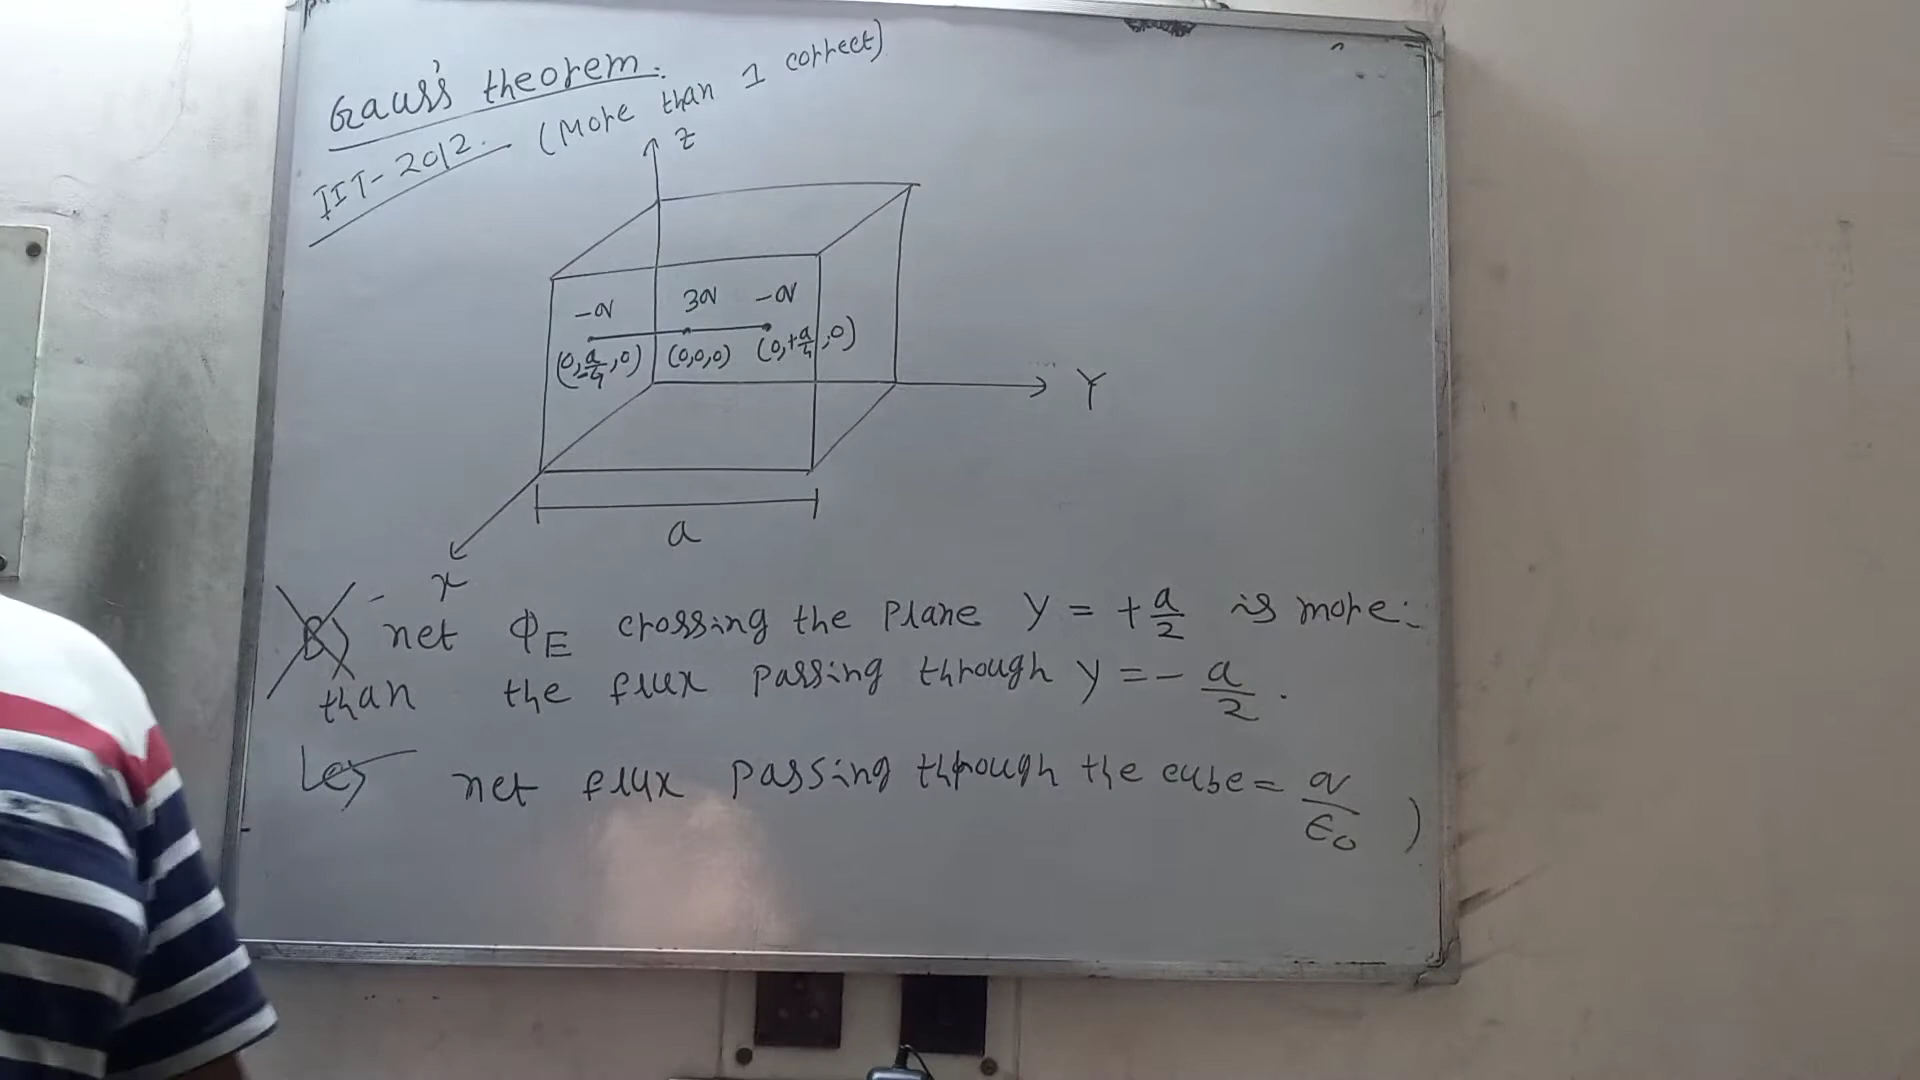 Gauss's theorem.
IIT-2012. (More than 1 correct)
Z
-q 3q -q
(0,-a/4,0) (0,0,0) (0,+a/4,0)
Y
a
x
B) net ΦE crossing the plane Y = +a/2 is more
than the flux passing through y = -a/2.
net flux passing through the cube = q/ϵ0 )